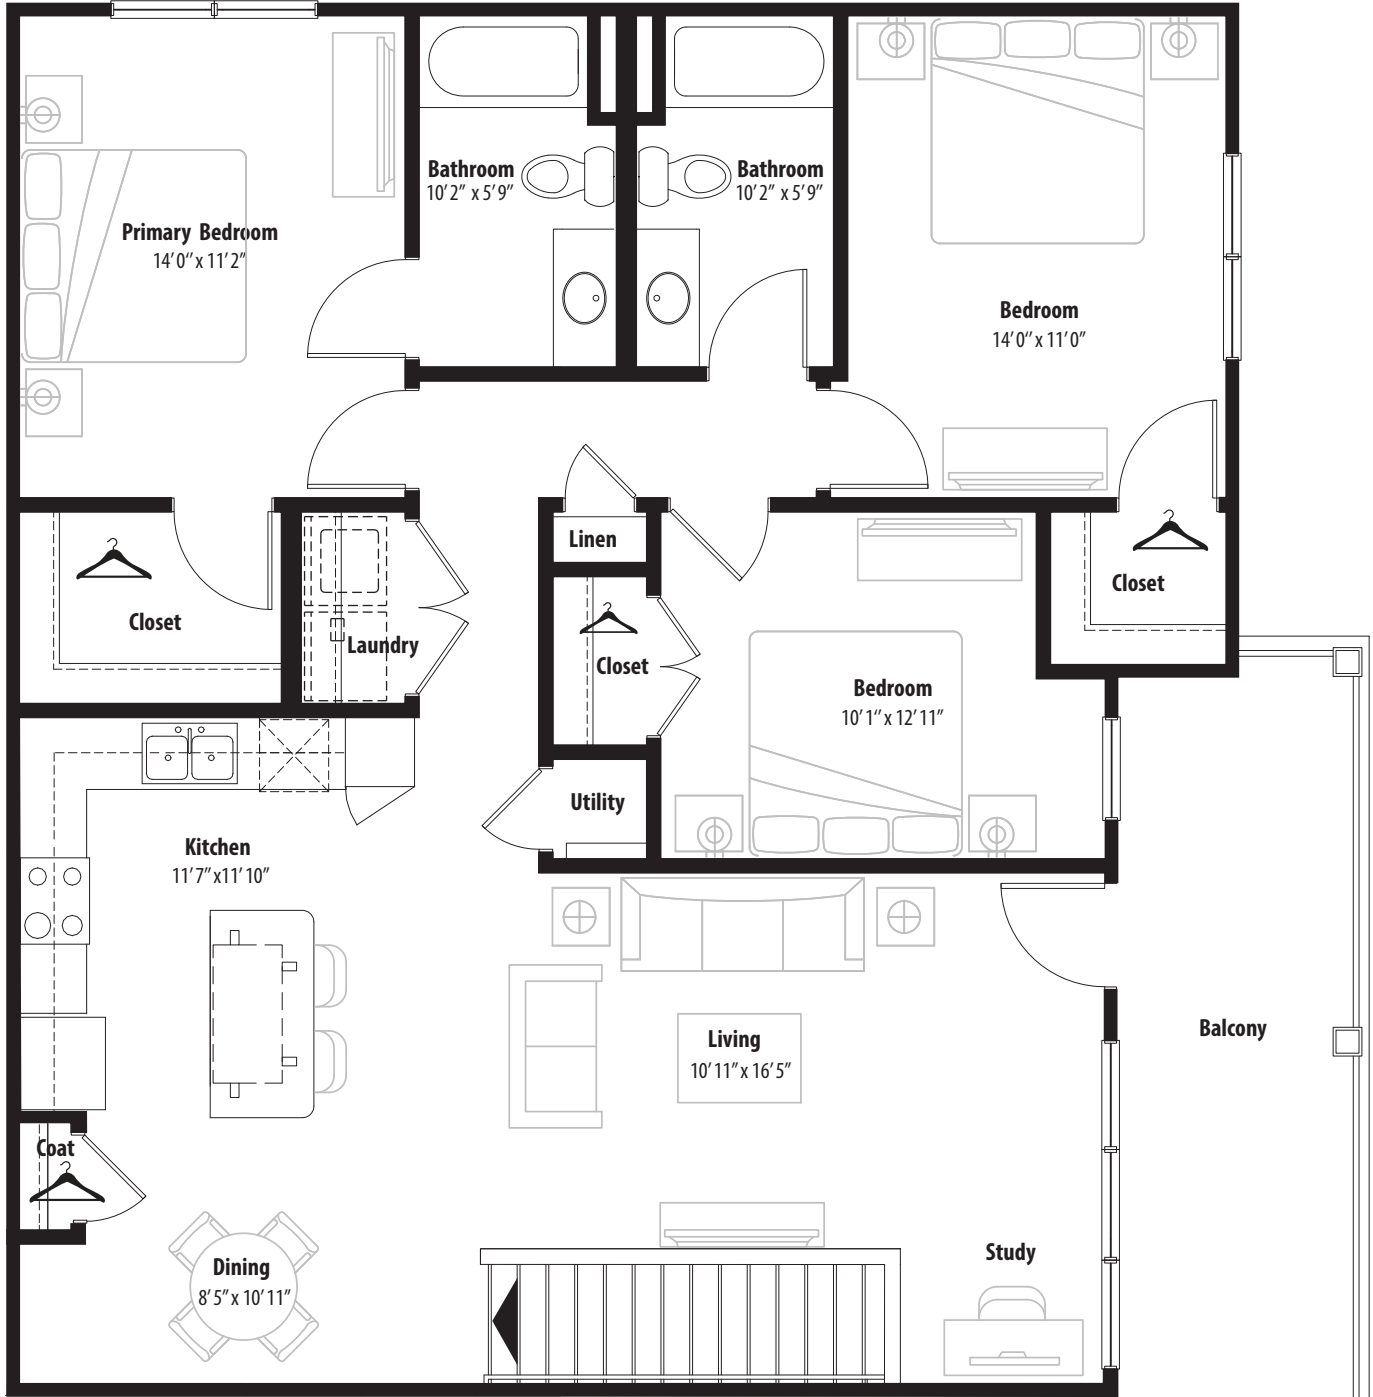 Bathroom
10'2" x 5'9"
Bathroom
10'2" x 5'9"
Primary Bedroom
14'0" x 11'2"
Bedroom
14'0" x 11'0"
Linen
Closet
Closet
Laundry
Closet
Bedroom
10'1" x 12'11"
Utility
Kitchen
11'7" x11'10"
Living
10'11" x 16'5"
Balcony
Coat
Dining
8'5" x 10'11"
Study